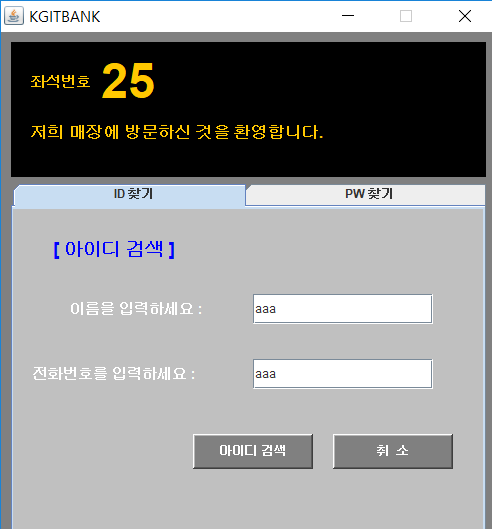 KGITBANK
좌석번호 25
저희 매장에 방문하신 것을 환영합니다.
ID 찾기 PW 찾기
[ 아이디 검색 ]
이름을 입력하세요 : aaa
전화번호를 입력하세요 : aaa
아이디 검색 취 소